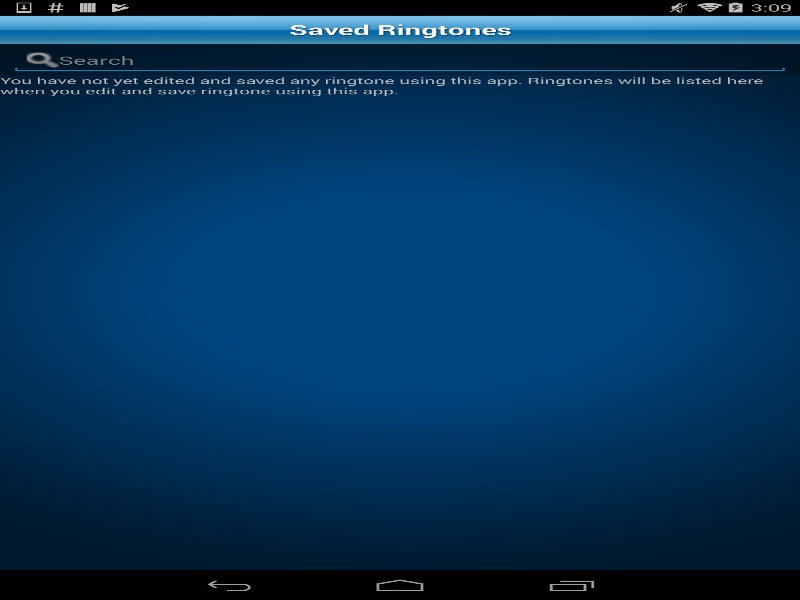 3:09
Saved Ringtones
Search
You have not yet edited and saved any ringtone using this app. Ringtones will be listed here
when you edit and save ringtone using this app.